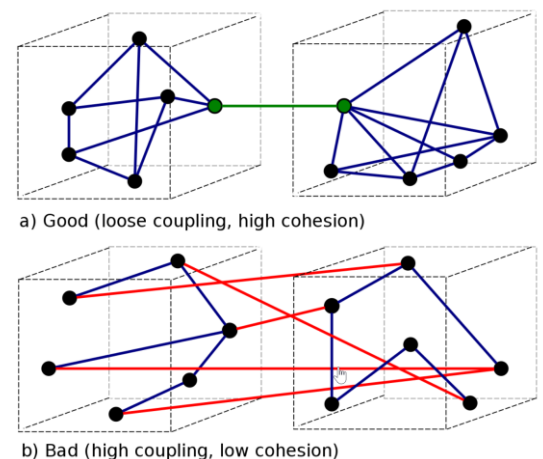 a) Good (loose coupling, high cohesion)
b) Bad (high coupling, low cohesion)